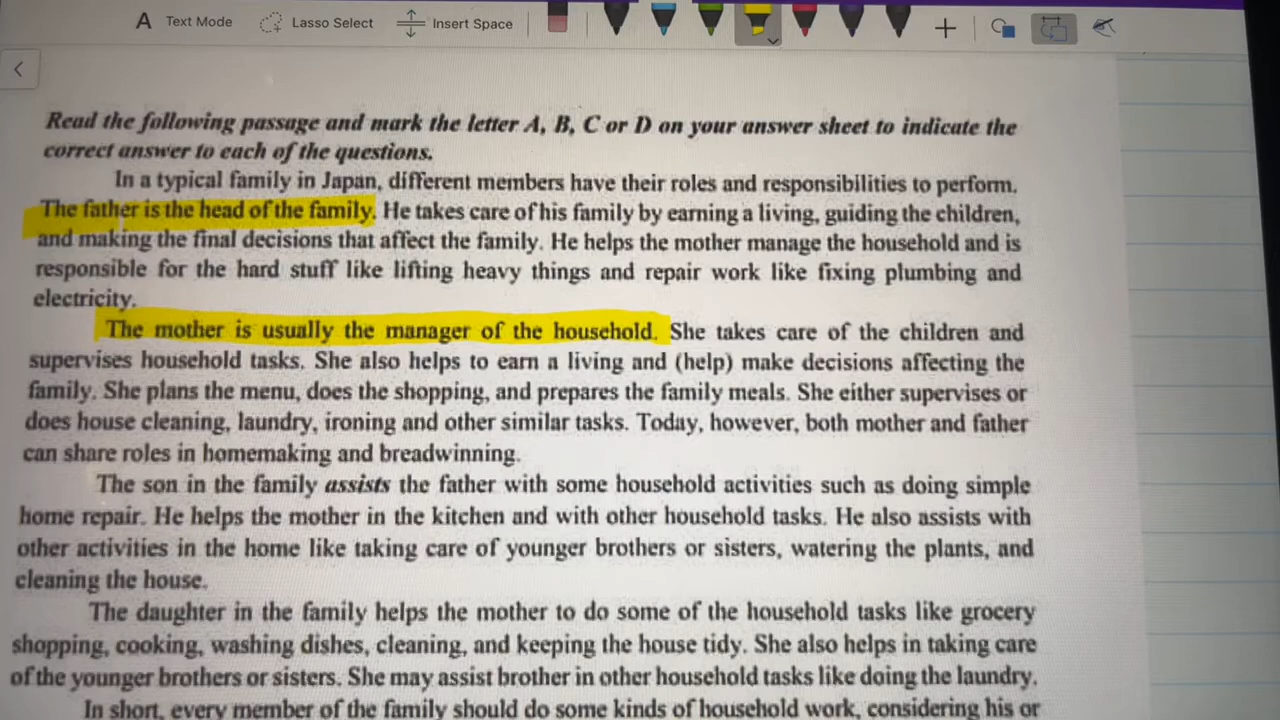 A Text Mode Lasso Select Insert Space
Read the following passage and mark the letter A, B, C or D on your answer sheet to indicate the
correct answer to each of the questions.
In a typical family in Japan, different members have their roles and responsibilities to perform.
The father is the head of the family. He takes care of his family by earning a living, guiding the children,
and making the final decisions that affect the family. He helps the mother manage the household and is
responsible for the hard stuff like lifting heavy things and repair work like fixing plumbing and
electricity.
The mother is usually the manager of the household. She takes care of the children and
supervises household tasks. She also helps to earn a living and (help) make decisions affecting the
family. She plans the menu, does the shopping, and prepares the family meals. She either supervises or
does house cleaning, laundry, ironing and other similar tasks. Today, however, both mother and father
can share roles in homemaking and breadwinning.
The son in the family assists the father with some household activities such as doing simple
home repair. He helps the mother in the kitchen and with other household tasks. He also assists with
other activities in the home like taking care of younger brothers or sisters, watering the plants, and
cleaning the house.
The daughter in the family helps the mother to do some of the household tasks like grocery
shopping, cooking, washing dishes, cleaning, and keeping the house tidy. She also helps in taking care
of the younger brothers or sisters. She may assist brother in other household tasks like doing the laundry.
In short, every member of the family should do some kinds of household work, considering his or